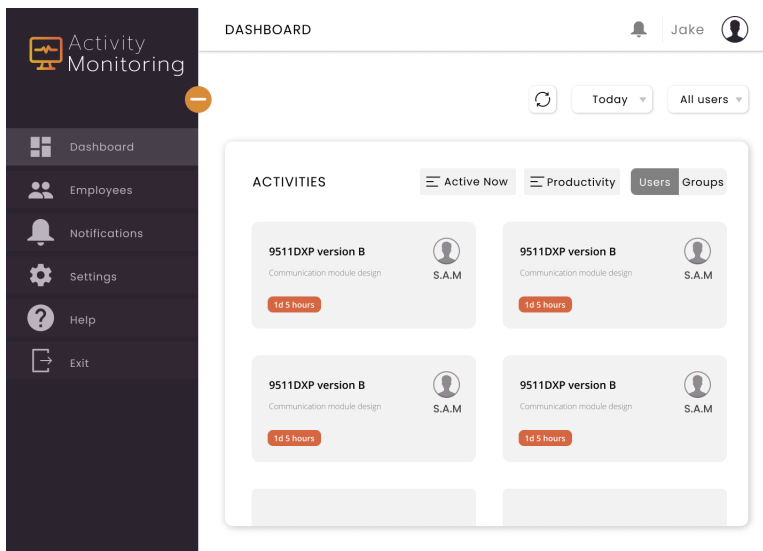 Activity
Monitoring
DASHBOARD
Jake
Today
All users
Dashboard
Employees
Notifications
Settings
Help
Exit
ACTIVITIES
Active Now
Productivity
Users
Groups
9511DXP version B
Communication module design
S.A.M
1d 5 hours
9511DXP version B
Communication module design
S.A.M
1d 5 hours
9511DXP version B
Communication module design
S.A.M
1d 5 hours
9511DXP version B
Communication module design
S.A.M
1d 5 hours